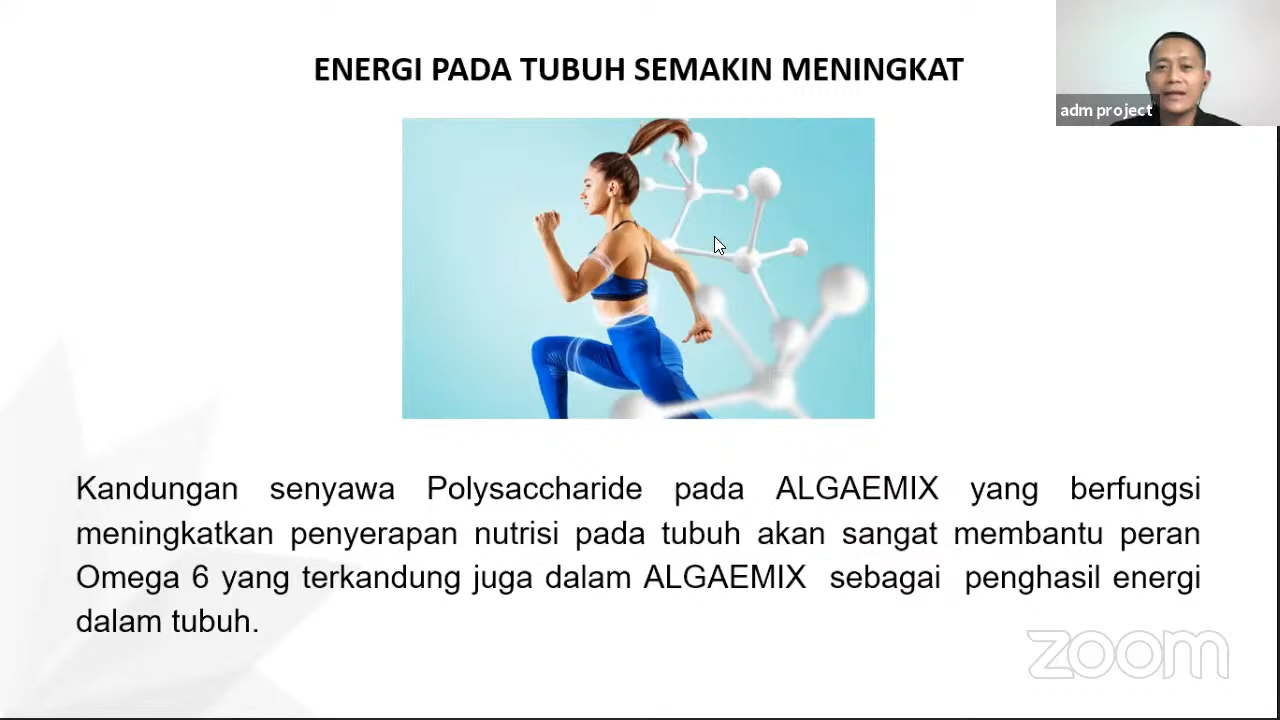 ENERGI PADA TUBUH SEMAKIN MENINGKAT
adm project
Kandungan senyawa Polysaccharide pada ALGAEMIX yang berfungsi
meningkatkan penyerapan nutrisi pada tubuh akan sangat membantu peran
Omega 6 yang terkandung juga dalam ALGAEMIX sebagai penghasil energi
dalam tubuh.
zoom